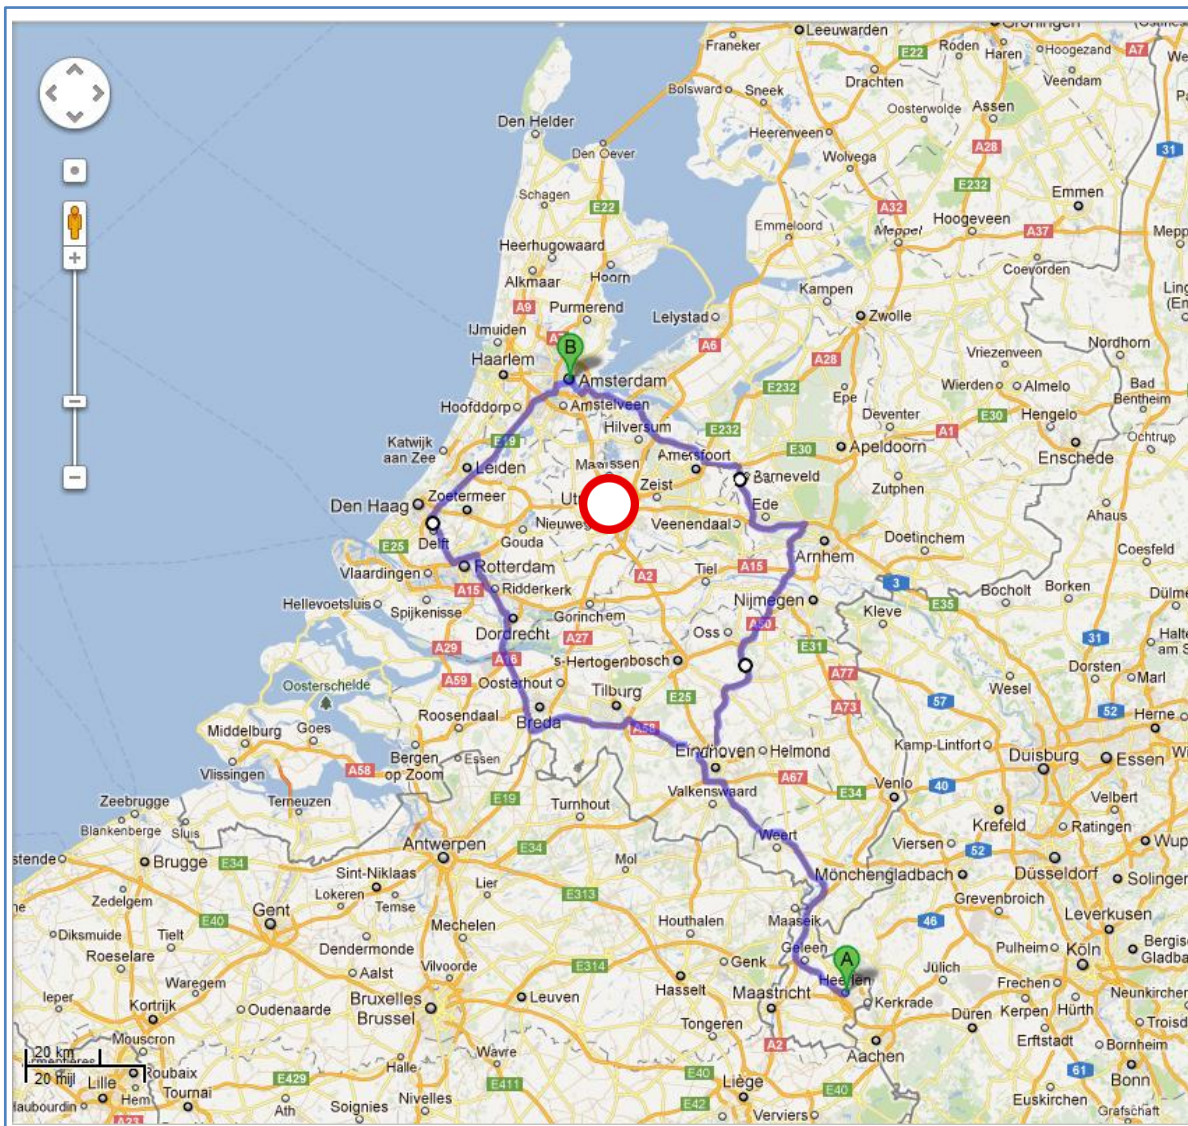 Groningen
Leeuwarden
Franeker
E22
Roden
Haren
Hoogezand
A7
Drachten
Veendam
Bolsward
Sneek
Assen
Oosterwolde
Den Helder
Heerenveen
A28
Den Oever
Wolvega
31
E232
Emmen
Schagen
E22
A32
Hoogeveen
Emmeloord
Meppel
A37
Heerhugowaard
Coevorden
Alkmaar
Hoorn
Kampen
A9
Purmerend
Lelystad
Zwolle
IJmuiden
A6
Nordhorn
B
Vriezenveen
Haarlem
A28
Amsterdam
E232
Epe
Wierden
Almelo
Bad
Bentheim
Hoofddorp
Amstelveen
Deventer
E30
Hengelo
Hilversum
E232
A1
Katwijk
aan Zee
E19
Amersfoort
E30
Apeldoorn
Ochtrup
Enschede
Leiden
Maarssen
Barneveld
Zoetermeer
Zeist
Zutphen
Den Haag
Ede
Ahaus
Veenendaal
Delft
Gouda
Doetinchem
E25
Arnhem
Coesfeld
Rotterdam
A15
Vlaardingen
A2
Tiel
3
Bocholt
Borken
A15
Ridderkerk
Hellevoetsluis
Spijkenisse
Gorinchem
Nijmegen
Kleve
E35
Dordrecht
A27
Oss
A50
31
A29
A16
's-Hertogenbosch
E31
A59
A77
Dorsten
Marl
Oosterschelde
Oosterhout
E25
Wesel
Tilburg
A73
57
52
Roosendaal
Breda
Herne
Middelburg
Goes
A58
Bergen
op Zoom
Essen
Eindhoven
Helmond
Kamp-Lintfort
Duisburg
Essen
Vlissingen
A58
A67
E34
Venlo
40
Zeebrugge
Terneuzen
E19
Turnhout
Valkenswaard
Velbert
Blankenberge
Sluis
Krefeld
Ratingen
Weert
Viersen
52
Antwerpen
E34
Brugge
E34
Mol
Mönchengladbach
Düsseldorf
Sint-Niklaas
Lier
E313
Solingen
Zedelgem
Lokeren
Temse
Grevenbroich
E40
Gent
Mechelen
Houthalen
Maaseik
46
Leverkusen
Diksmuide
Tielt
Dendermonde
Geleen
A
Pulheim
Köln
Roeselare
Aalst
Vilvoorde
E314
Genk
Heerlen
Jülich
Ieper
Waregem
Hasselt
Frechen
Kortrijk
Oudenaarde
Bruxelles
Brussel
Leuven
Maastricht
Kerkrade
Düren
Kerpen
Hürth
Mouscron
Tongeren
Erftstadt
Bornheim
20 km
Wavre
A2
Aachen
20 mijl
Roubaix
Halle
E40
61
Lille
Hem
Tournai
E429
E411
Liège
E40
Bonn
Ath
Soignies
Nivelles
E42
Verviers
Euskirchen
Grafschaft
A23